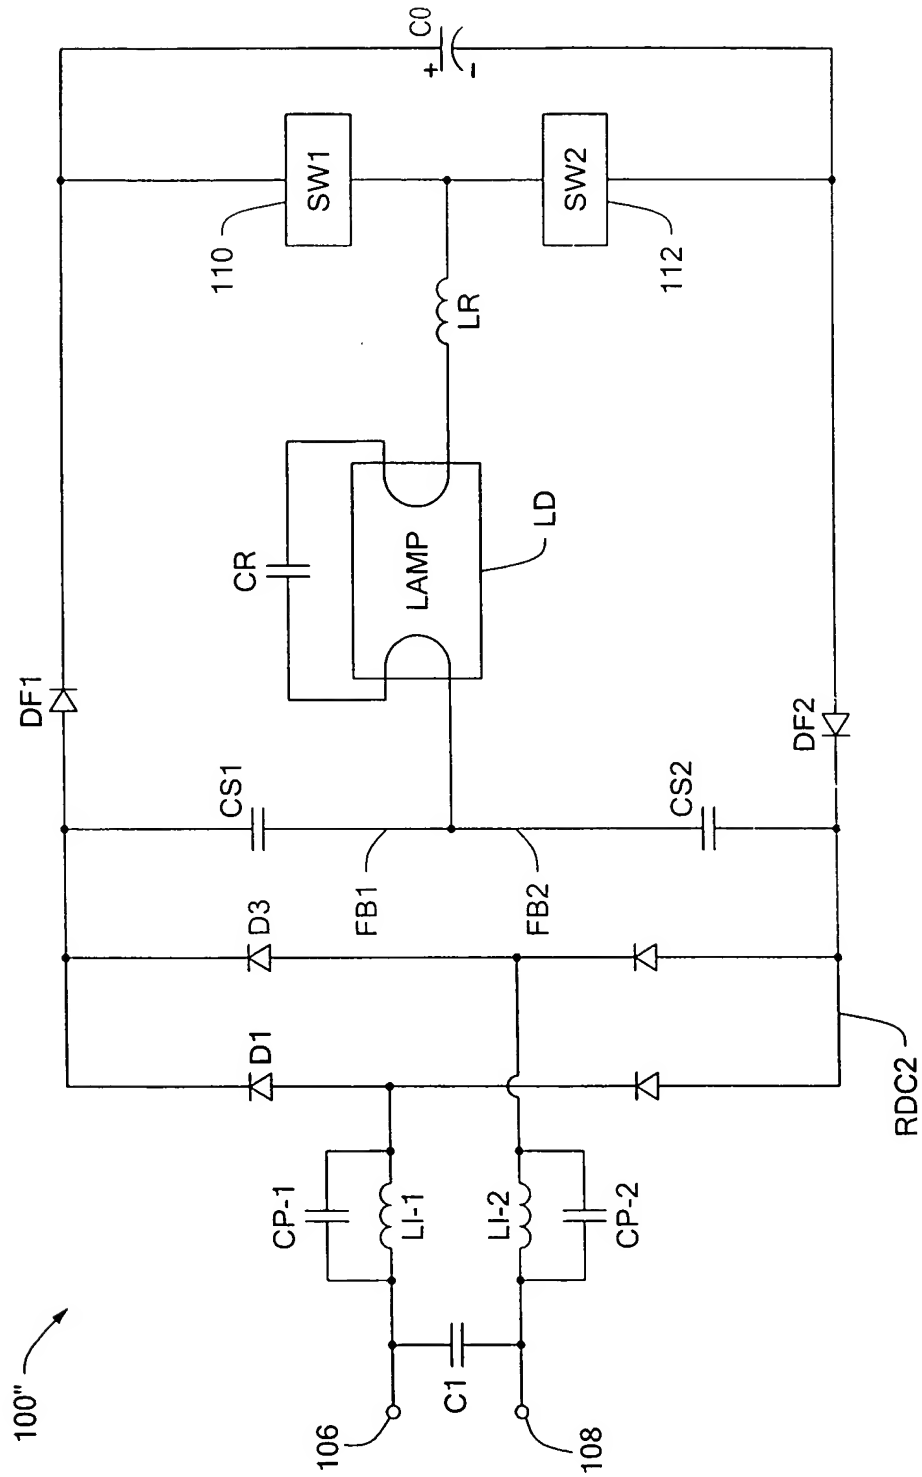 100"
106
108
C1
CP-1
LI-1
LI-2
CP-2
D1
D3
RDC2
CS1
FB1
FB2
CS2
DF1
DF2
CR
LAMP
LD
LR
110
SW1
SW2
112
C0
+
-